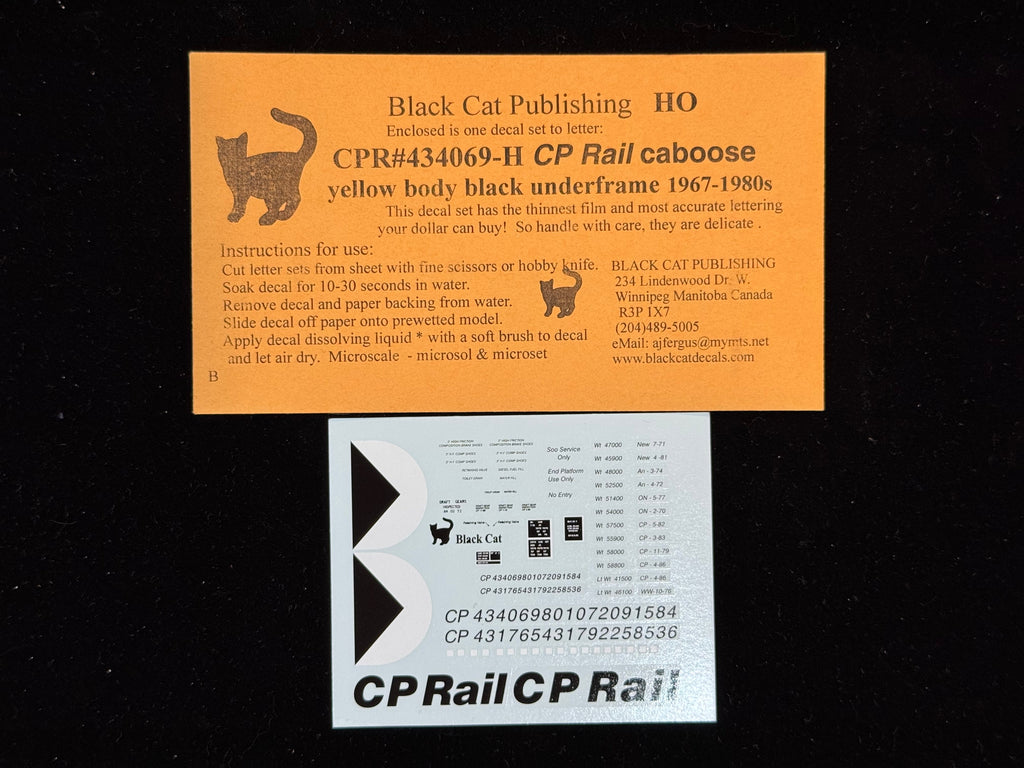 Black Cat Publishing HO
Enclosed is one decal set to letter:
CPR#434069-H CP Rail caboose
yellow body black underframe 1967-1980s
This decal set has the thinnest film and most accurate lettering
your dollar can buy! So handle with care, they are delicate .
Instructions for use:
Cut letter sets from sheet with fine scissors or hobby knife.
Soak decal for 10-30 seconds in water.
Remove decal and paper backing from water.
Slide decal off paper onto prewetted model.
Apply decal dissolving liquid * with a soft brush to decal
and let air dry. Microscale - microsol & microset
B
BLACK CAT PUBLISHING
234 Lindenwood Dr. W.
Winnipeg Manitoba Canada
R3P 1X7
(204)489-5005
eMail: ajfergus@mymts.net
www.blackcatdecals.com
Soo Service
Only
End Platform
Use Only
No Entry
Wt 47000 New 7-71
Wt 45900 New 4-81
Wt 48000 An - 3-74
Wt 52500 An - 4-72
Wt 51400 ON - 5-77
Wt 54000 ON - 2-70
Wt 57500 CP - 5-82
Wt 55900 CP - 3-83
Wt 58000 CP - 11-79
Wt 58800 CP - 4-86
Lt Wt 41500 CP - 4-86
Lt Wt 46100 WW-10-76
Black Cat
CP 434069801072091584
CP 431765431792258536
CP 434069801072091584
CP 431765431792258536
CP Rail CP Rail